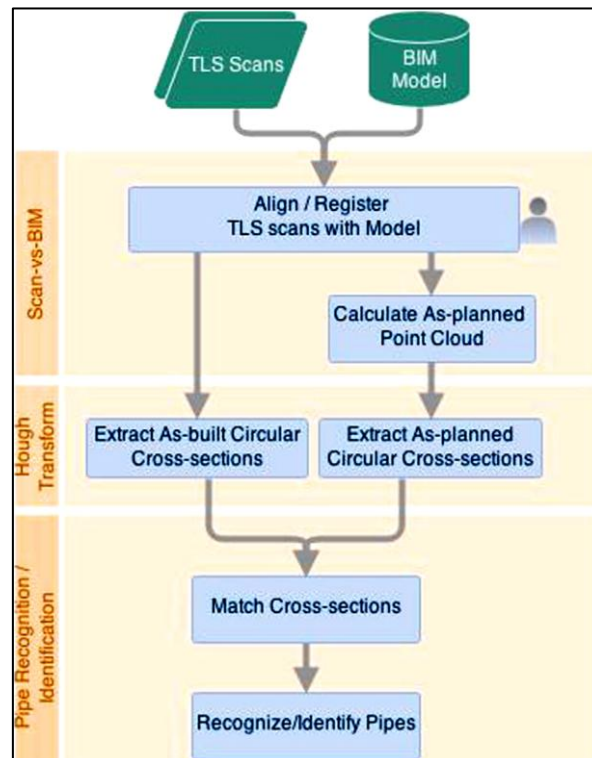 TLS Scans
BIM
Model
Scan-vs-BIM
Align / Register
TLS scans with Model
Calculate As-planned
Point Cloud
Hough
Transform
Extract As-built Circular
Cross-sections
Extract As-planned
Circular Cross-sections
Pipe Recognition /
Identification
Match Cross-sections
Recognize/Identify Pipes